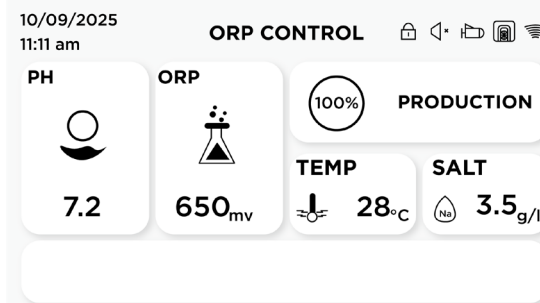 10/09/2025
11:11 am
ORP CONTROL
PH
7.2
ORP
650mv
100%
PRODUCTION
TEMP
28°C
SALT
Na
3.5g/l